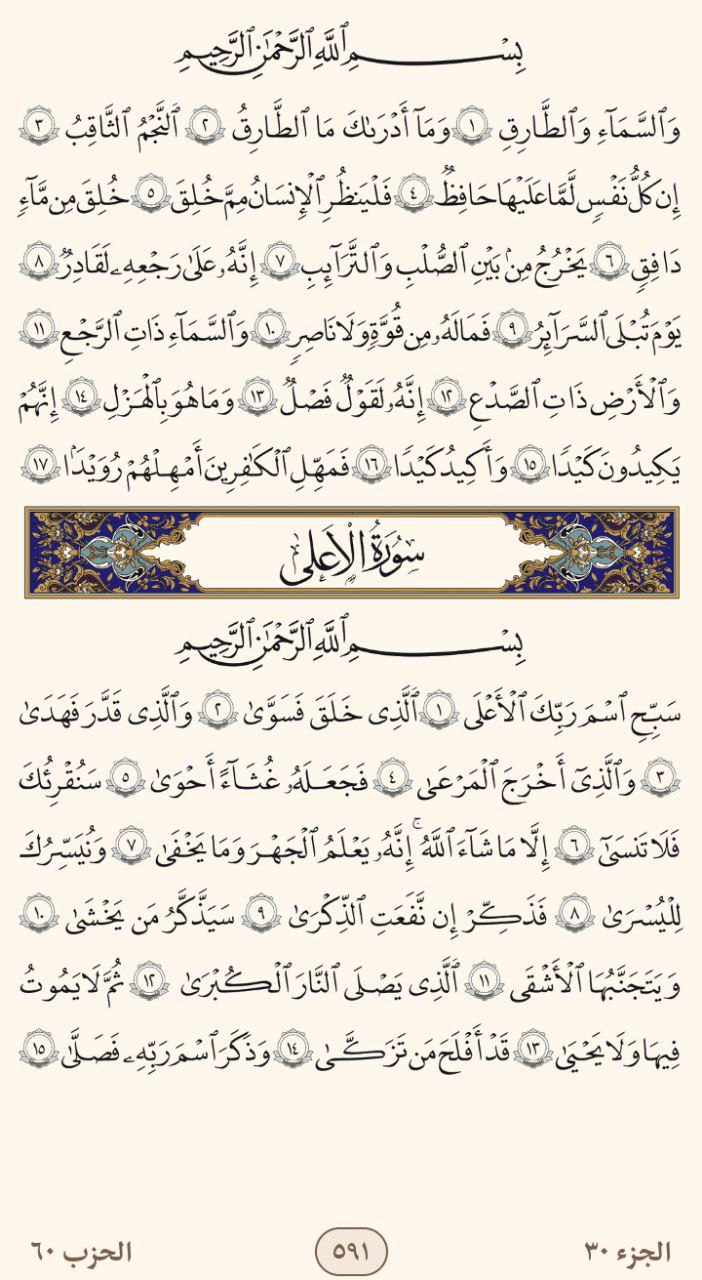 بِسْمِ ٱللَّهِ ٱلرَّحْمَٰنِ ٱلرَّحِيمِ
وَٱلسَّمَآءِ وَٱلطَّارِقِ ١ وَمَآ أَدْرَىٰكَ مَا ٱلطَّارِقُ ٢ ٱلنَّجْمُ ٱلثَّاقِبُ ٣
إِن كُلُّ نَفْسٍ لَّمَّا عَلَيْهَا حَافِظٌ ٤ فَلْيَنظُرِ ٱلْإِنسَٰنُ مِمَّ خُلِقَ ٥ خُلِقَ مِن مَّآءٍ
دَافِقٍ ٦ يَخْرُجُ مِنۢ بَيْنِ ٱلصُّلْبِ وَٱلتَّرَآئِبِ ٧ إِنَّهُۥ عَلَىٰ رَجْعِهِۦ لَقَادِرٌ ٨
يَوْمَ تُبْلَى ٱلسَّرَآئِرُ ٩ فَمَا لَهُۥ مِن قُوَّةٍ وَلَا نَاصِرٍ ١٠ وَٱلسَّمَآءِ ذَاتِ ٱلرَّجْعِ ١١
وَٱلْأَرْضِ ذَاتِ ٱلصَّدْعِ ١٢ إِنَّهُۥ لَقَوْلٌ فَصْلٌ ١٣ وَمَا هُوَ بِٱلْهَزْلِ ١٤ إِنَّهُمْ
يَكِيدُونَ كَيْدًا ١٥ وَأَكِيدُ كَيْدًا ١٦ فَمَهِّلِ ٱلْكَٰفِرِينَ أَمْهِلْهُمْ رُوَيْدًۢا ١٧
سُورَةُ الْأَعْلَىٰ
بِسْمِ ٱللَّهِ ٱلرَّحْمَٰنِ ٱلرَّحِيمِ
سَبِّحِ ٱسْمَ رَبِّكَ ٱلْأَعْلَى ١ ٱلَّذِى خَلَقَ فَسَوَّىٰ ٢ وَٱلَّذِى قَدَّرَ فَهَدَىٰ
٣ وَٱلَّذِىٓ أَخْرَجَ ٱلْمَرْعَىٰ ٤ فَجَعَلَهُۥ غُثَآءً أَحْوَىٰ ٥ سَنُقْرِئُكَ
فَلَا تَنسَىٰٓ ٦ إِلَّا مَا شَآءَ ٱللَّهُ ۚ إِنَّهُۥ يَعْلَمُ ٱلْجَهْرَ وَمَا يَخْفَىٰ ٧ وَنُيَسِّرُكَ
لِلْيُسْرَىٰ ٨ فَذَكِّرْ إِن نَّفَعَتِ ٱلذِّكْرَىٰ ٩ سَيَذَّكَّرُ مَن يَخْشَىٰ ١٠
وَيَتَجَنَّبُهَا ٱلْأَشْقَى ١١ ٱلَّذِى يَصْلَى ٱلنَّارَ ٱلْكُبْرَىٰ ١٢ ثُمَّ لَا يَمُوتُ
فِيهَا وَلَا يَحْيَىٰ ١٣ قَدْ أَفْلَحَ مَن تَزَكَّىٰ ١٤ وَذَكَرَ ٱسْمَ رَبِّهِۦ فَصَلَّىٰ ١٥
الجزء ٣٠
٥٩١
الحزب ٦٠